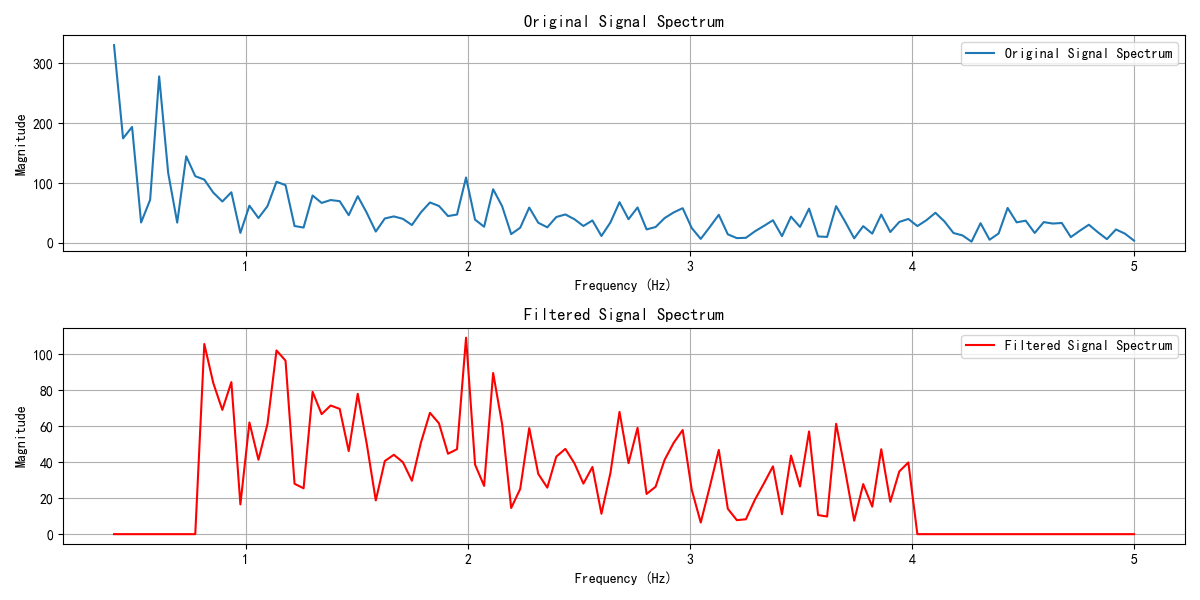 Original Signal Spectrum
Original Signal Spectrum
Magnitude
300
200
100
0
1
2
3
4
5
Frequency (Hz)
Filtered Signal Spectrum
Filtered Signal Spectrum
Magnitude
100
80
60
40
20
0
1
2
3
4
5
Frequency (Hz)